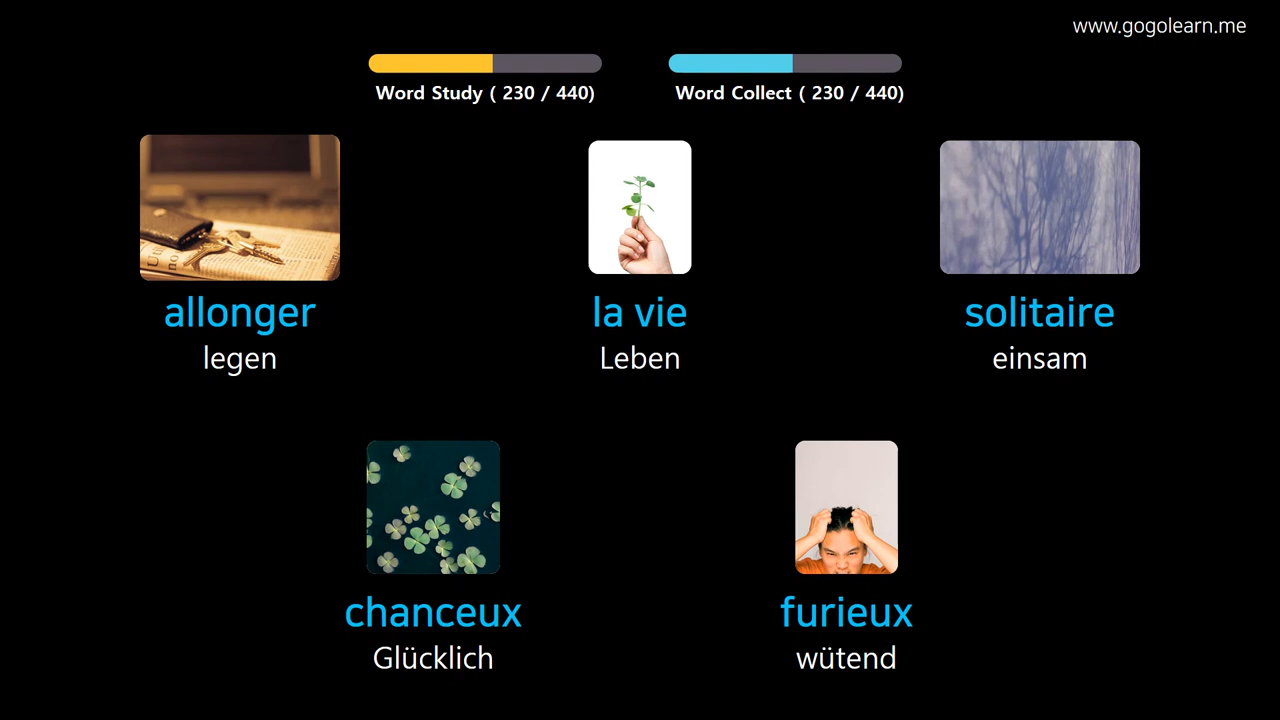 www.gogolearn.me
Word Study ( 230 / 440)
Word Collect ( 230 / 440)
allonger
legen
la vie
Leben
solitaire
einsam
chanceux
Glücklich
furieux
wütend